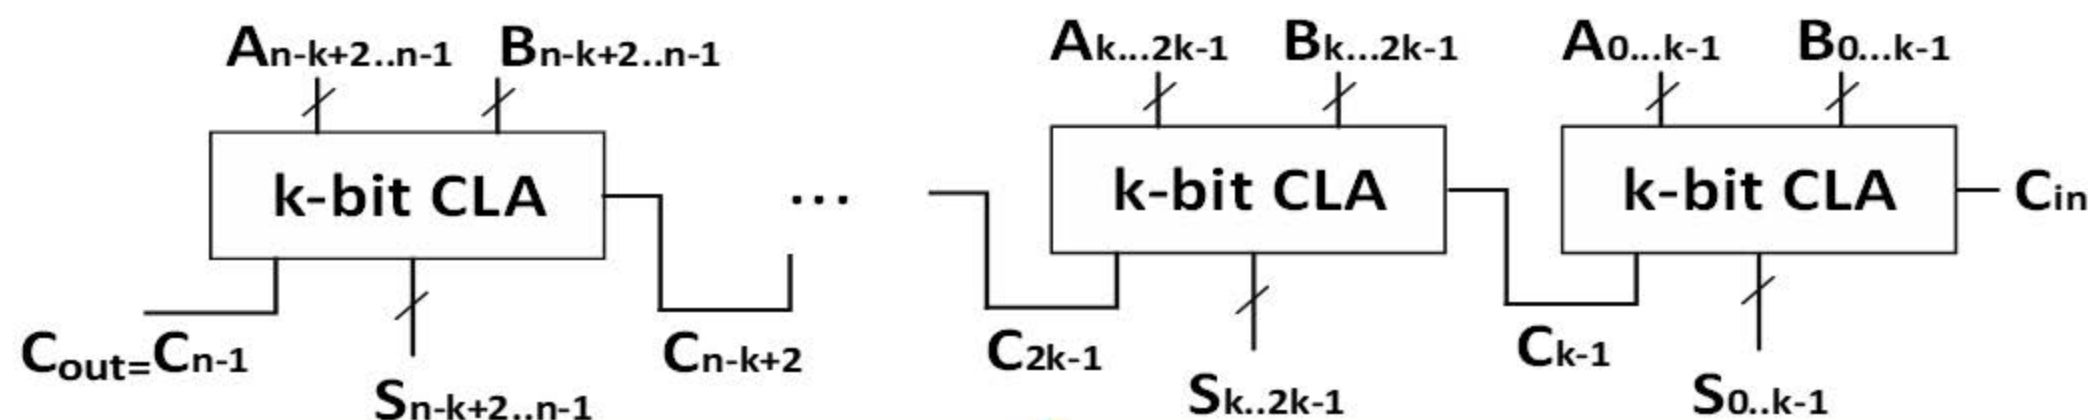 An-k+2..n-1 Bn-k+2..n-1 Ak...2k-1 Bk...2k-1 A0...k-1 B0...k-1
k-bit CLA ... k-bit CLA k-bit CLA Cin
Cout=Cn-1 Cn-k+2 C2k-1 Ck-1
Sn-k+2..n-1 Sk..2k-1 S0..k-1